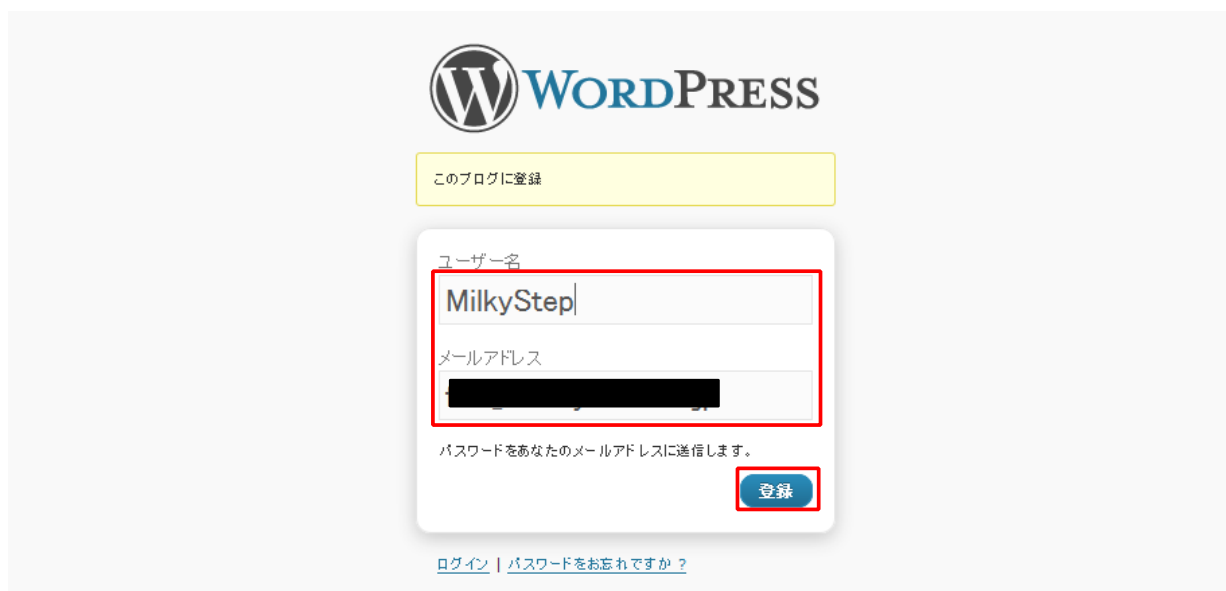 WORDPRESS
このブログに登録
ユーザー名
MilkyStep
メールアドレス
パスワードをあなたのメールアドレスに送信します。
登録
ログイン | パスワードをお忘れですか ?